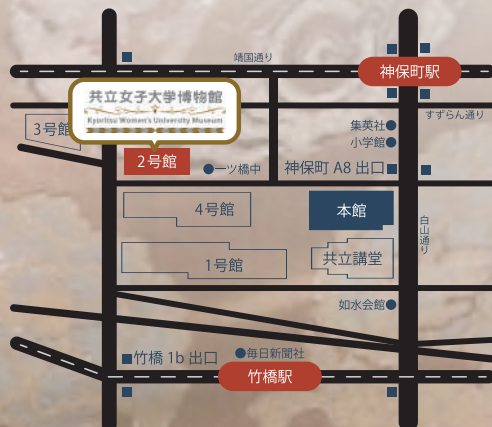 靖国通り
神保町駅
共立女子大学博物館
Kyoritsu Women's University Museum
すずらん通り
3号館
集英社
小学館
2号館
一ツ橋中
神保町 A8 出口
4号館
本館
白山通り
1号館
共立講堂
如水会館
竹橋 1b 出口
毎日新聞社
竹橋駅